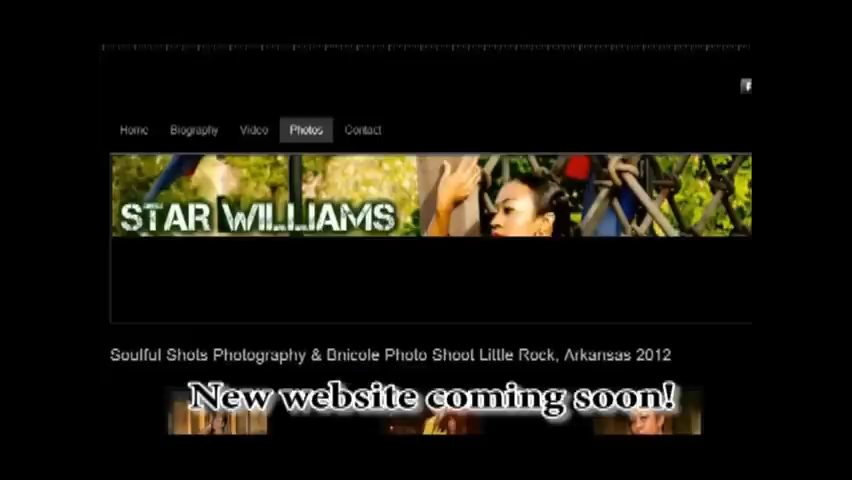 Home Biography Video Photos Contact
STAR WILLIAMS
Soulful Shots Photography & Bnicole Photo Shoot Little Rock, Arkansas 2012
New website coming soon!